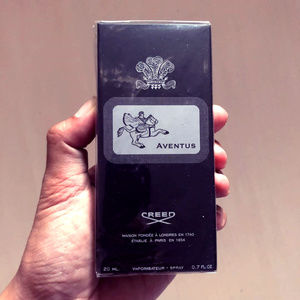 AVENTUS
CREED
MAISON FONDÉE À LONDRES EN 1760
ÉTABLIE À PARIS EN 1854
20 ML VAPORISATEUR - SPRAY 0.7 FL.OZ